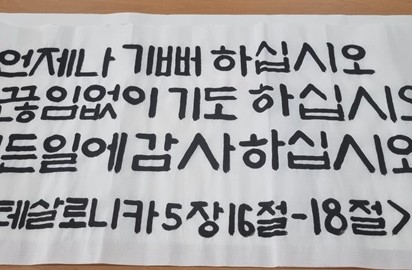 언제나 기뻐 하십시오
끊임없이 기도 하십시오
든일에 감사하십시오
테살로니카 5장 16절-18절>